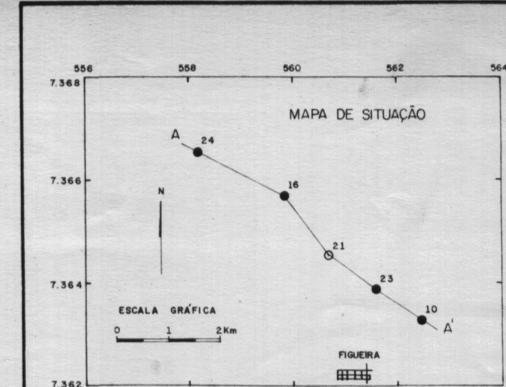 556 558 560 562 564
7.368
MAPA DE SITUAÇÃO
A 24
7.366
16
N
21
7.364
23
ESCALA GRÁFICA
10
0 1 2 Km
A'
FIGUEIRA
7.362